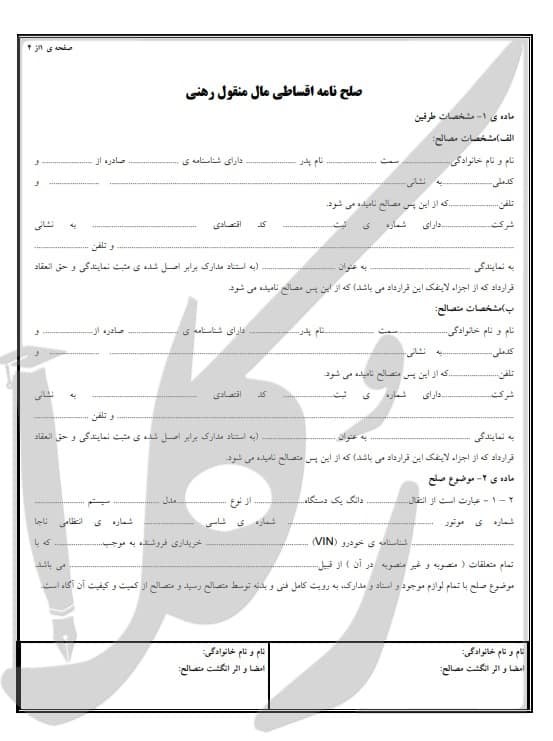 صفحه ی ۱از ۴
صلح نامه اقساطی مال منقول رهنی
ماده ی ۱- مشخصات طرفین
الف)مشخصات مصالح:
نام و نام خانوادگی.................. سمت .................. نام پدر .................. دارای شناسنامه ی .................. صادره از .................. و
کدملی..................به نشانی.................................................................. و
تلفن..................که از این پس مصالح نامیده می شود.
شرکت..................دارای شماره ی ثبت.................. کد اقتصادی .................. به نشانی
.................................................................. و تلفن ..................
به نمایندگی .................. به عنوان .................. (به استناد مدارک برابر اصل شده ی مثبت نمایندگی و حق انعقاد
قرارداد که از اجزاء لاینفک این قرارداد می باشد) که از این پس مصالح نامیده می شود.
ب)مشخصات متصالح:
نام و نام خانوادگی.................. سمت ..................نام پدر.................. دارای شناسنامه ی .................. صادره از.................. و
کدملی..................به نشانی.................................................................. و
تلفن..................که از این پس متصالح نامیده می شود.
شرکت..................دارای شماره ی ثبت.................. کد اقتصادی .................. به نشانی
.................................................................. و تلفن ..................
به نمایندگی .................. به عنوان .................. (به استناد مدارک برابر اصل شده ی مثبت نمایندگی و حق انعقاد
قرارداد که از اجزاء لاینفک این قرارداد می باشد) که از این پس متصالح نامیده می شود.
ماده ی ۲- موضوع صلح
۲ - ۱ - عبارت است از انتقال .................. دانگ یک دستگاه.................. از نوع .................. مدل .................. سیستم ..................
شماره ی موتور .................. شماره ی شاسی .................. شماره ی انتظامی ناجا
.................. شناسنامه ی خودرو (VIN) .................. خریداری فروشنده به موجب.................. که با
تمام متعلقات ( منصوبه و غیر منصوبه در آن ) از قبیل .................. می باشد.
موضوع صلح با تمام لوازم موجود و اسناد و مدارک، به رویت کامل فنی و بدنه توسط متصالح رسید و متصالح از کمیت و کیفیت آن آگاه است.
نام و نام خانوادگی:
امضا و اثر انگشت مصالح:
نام و نام خانوادگی:
امضا و اثر انگشت متصالح:
وکلا